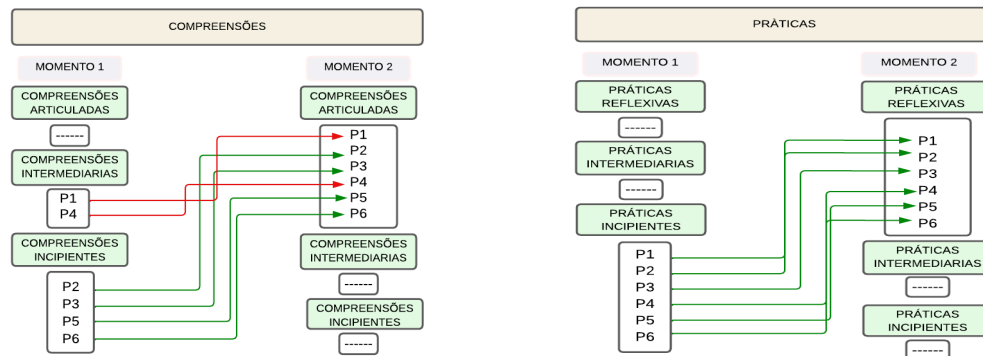 COMPREENSÕES
MOMENTO 1
COMPREENSÕES
ARTICULADAS
------
COMPREENSÕES
INTERMEDIARIAS
P1
P4
COMPREENSÕES
INCIPIENTES
P2
P3
P5
P6
MOMENTO 2
COMPREENSÕES
ARTICULADAS
P1
P2
P3
P4
P5
P6
COMPREENSÕES
INTERMEDIARIAS
------
COMPREENSÕES
INCIPIENTES
------
PRÀTICAS
MOMENTO 1
PRÁTICAS
REFLEXIVAS
------
PRÁTICAS
INTERMEDIARIAS
------
PRÁTICAS
INCIPIENTES
P1
P2
P3
P4
P5
P6
MOMENTO 2
PRÁTICAS
REFLEXIVAS
P1
P2
P3
P4
P5
P6
PRÁTICAS
INTERMEDIARIAS
------
PRÁTICAS
INCIPIENTES
------